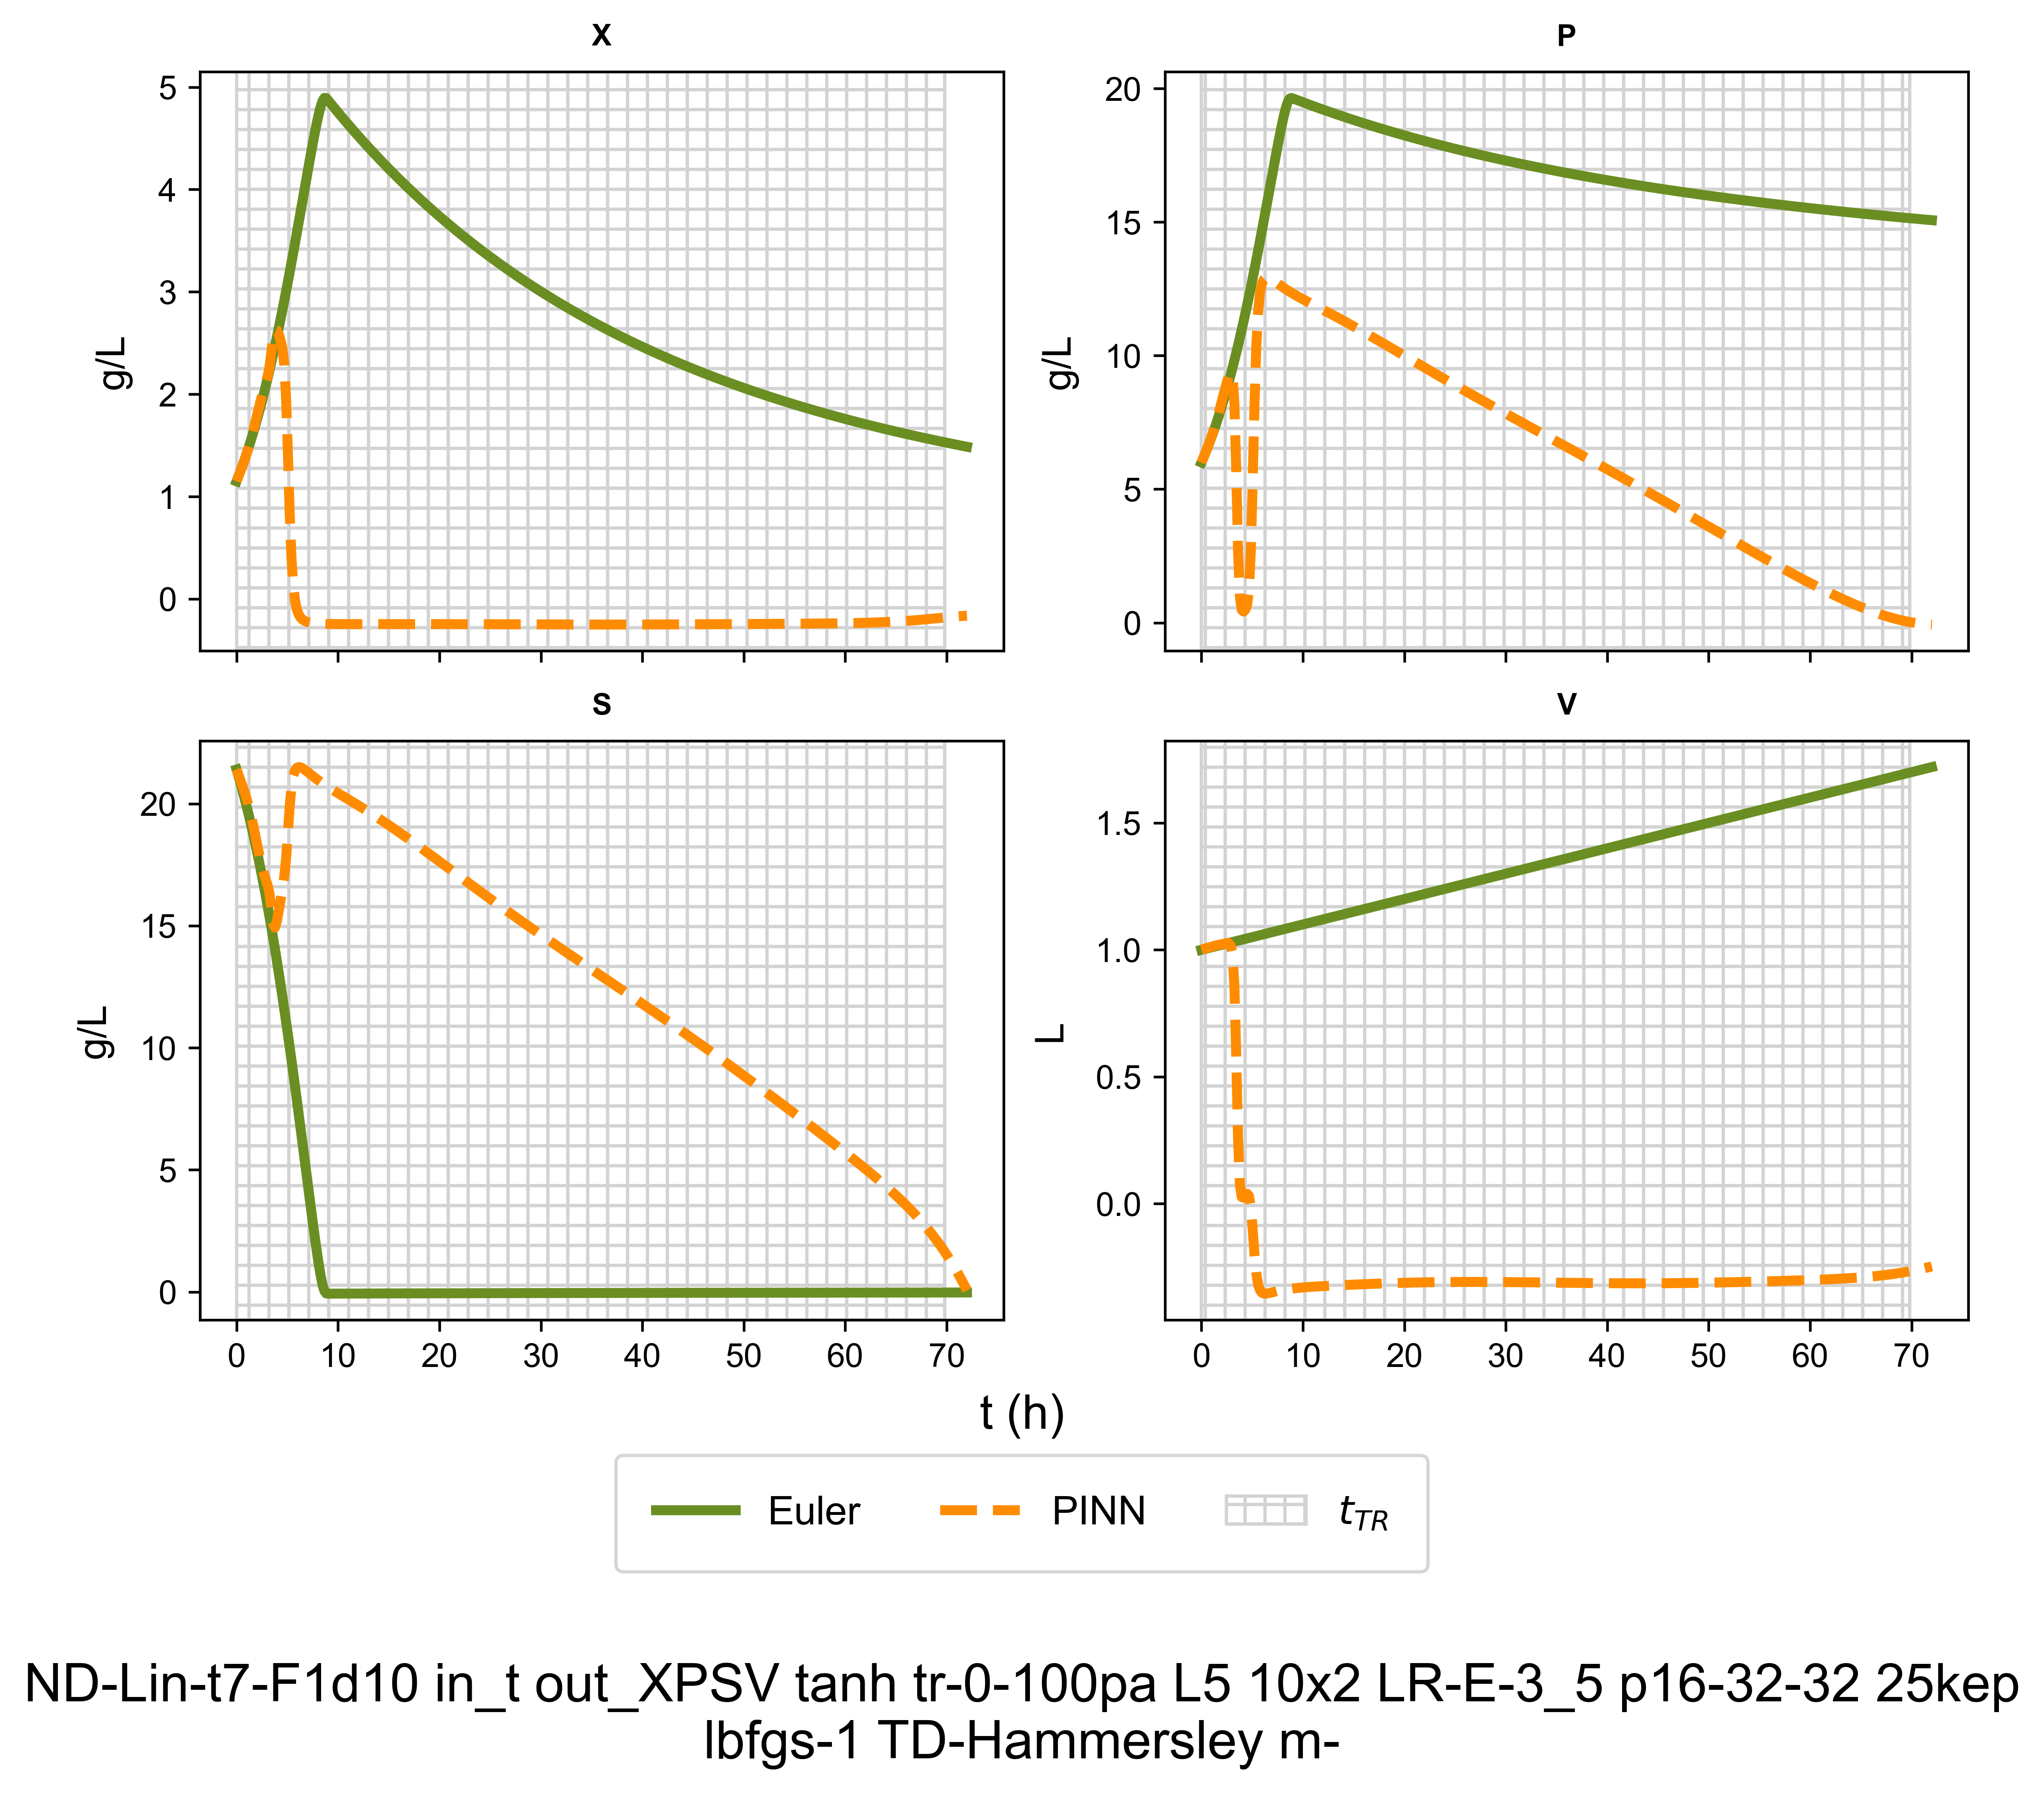 X
P
5
4
3
2
1
0
g/L
20
15
10
5
0
g/L
S
V
20
15
10
5
0
g/L
1.5
1.0
0.5
0.0
L
0 10 20 30 40 50 60 70
0 10 20 30 40 50 60 70
t (h)
Euler PINN t_TR
ND-Lin-t7-F1d10 in_t out_XPSV tanh tr-0-100pa L5 10x2 LR-E-3_5 p16-32-32 25kep
lbfgs-1 TD-Hammersley m-